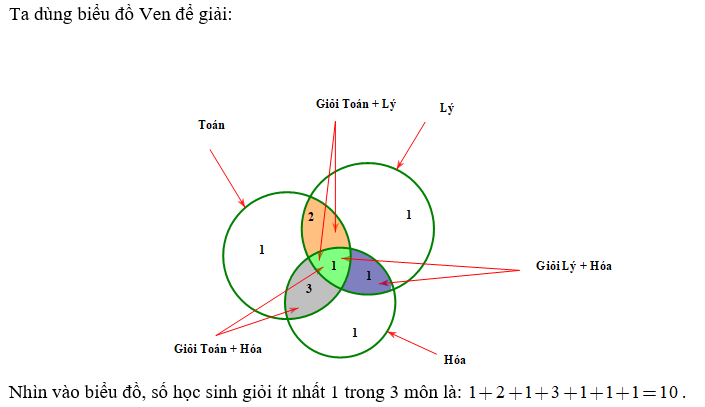 Ta dùng biểu đồ Ven để giải:
Giỏi Toán + Lý
Lý
Toán
2
1
1
1
1
Giỏi Lý + Hóa
3
1
Giỏi Toán + Hóa
Hóa
Nhìn vào biểu đồ, số học sinh giỏi ít nhất 1 trong 3 môn là: 1+2+1+3+1+1+1=10 .